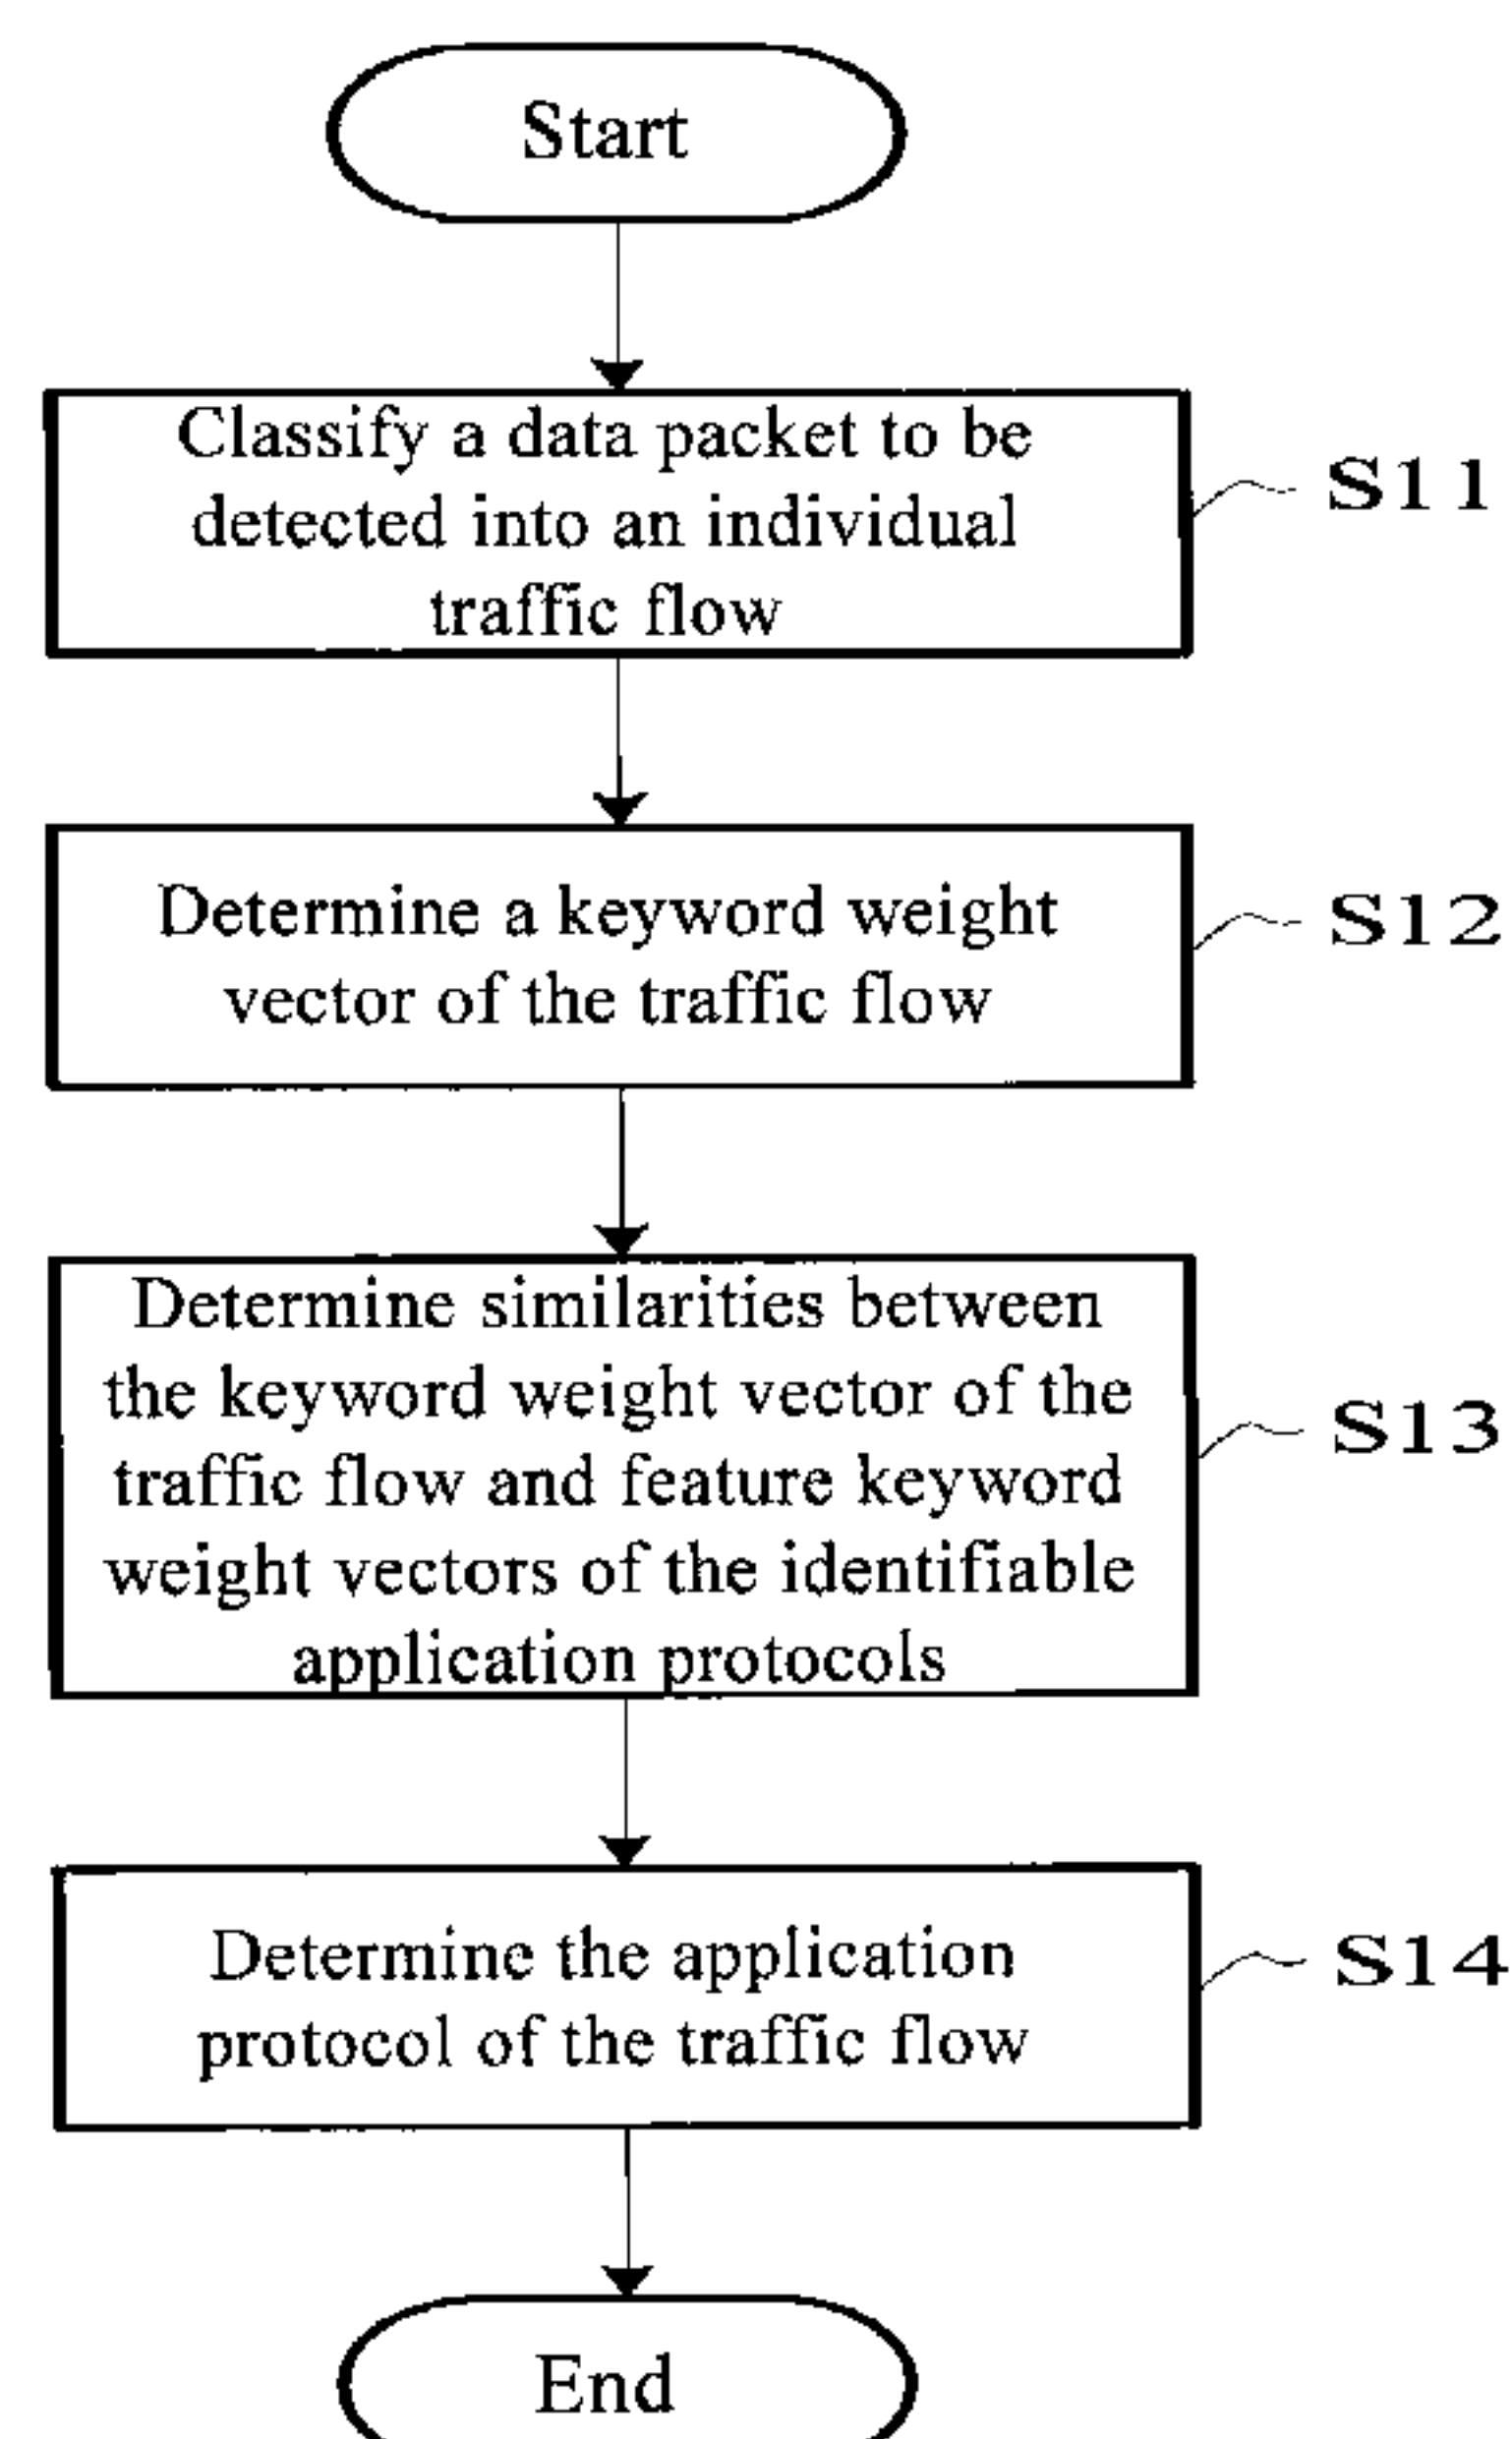 Start
Classify a data packet to be
detected into an individual
traffic flow
S11
Determine a keyword weight
vector of the traffic flow
S12
Determine similarities between
the keyword weight vector of the
traffic flow and feature keyword
weight vectors of the identifiable
application protocols
S13
Determine the application
protocol of the traffic flow
S14
End